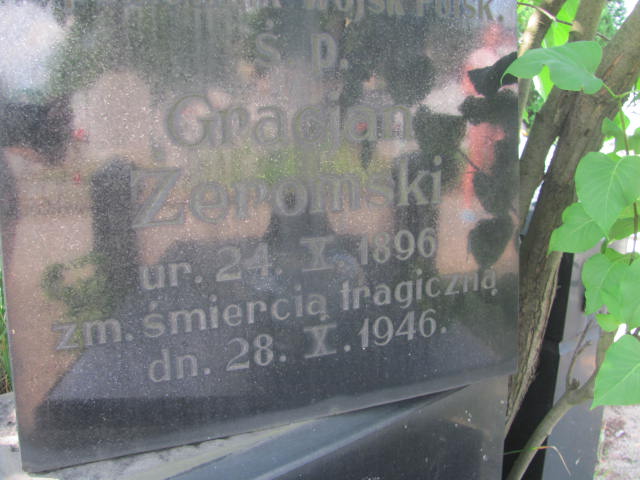 Wojsk Polsk.
Ś. p.
Gracjan
Żeromski
ur. 24. X. 1896
zm. śmiercią tragiczną
dn. 28. X. 1946.